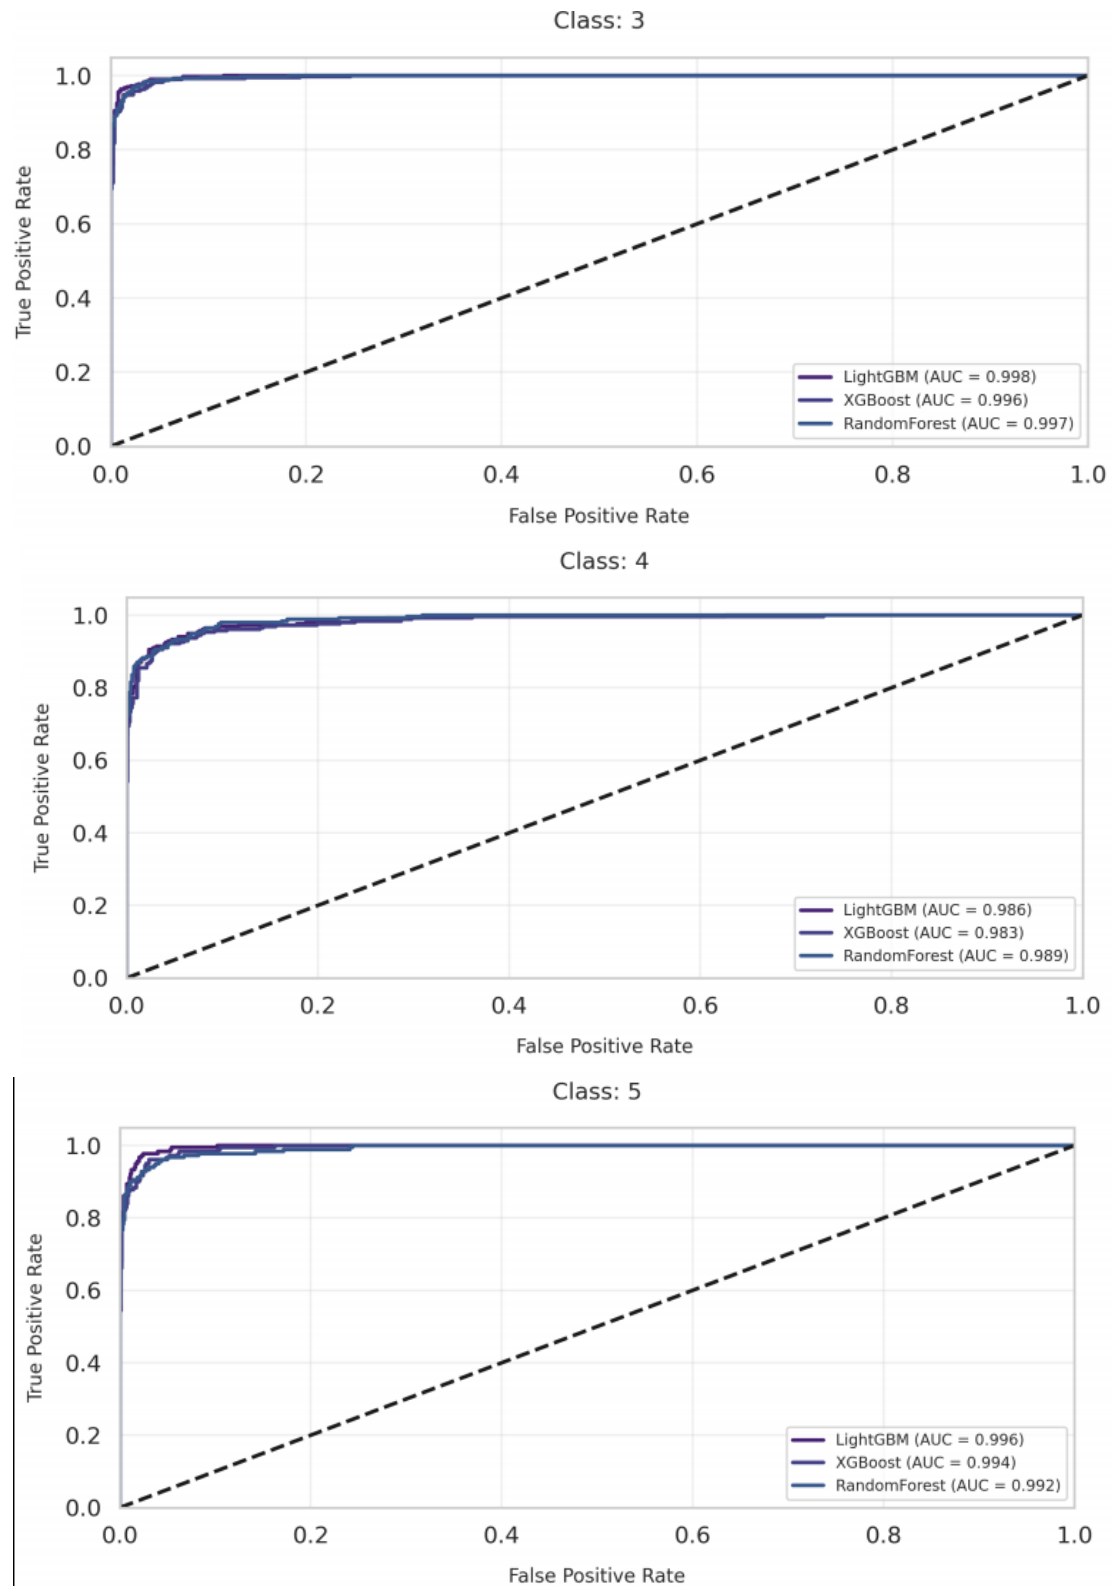 Class: 3
True Positive Rate
1.0
0.8
0.6
0.4
0.2
0.0
LightGBM (AUC = 0.998)
XGBoost (AUC = 0.996)
RandomForest (AUC = 0.997)
0.0 0.2 0.4 0.6 0.8 1.0
False Positive Rate
Class: 4
True Positive Rate
1.0
0.8
0.6
0.4
0.2
0.0
LightGBM (AUC = 0.986)
XGBoost (AUC = 0.983)
RandomForest (AUC = 0.989)
0.0 0.2 0.4 0.6 0.8 1.0
False Positive Rate
Class: 5
True Positive Rate
1.0
0.8
0.6
0.4
0.2
0.0
LightGBM (AUC = 0.996)
XGBoost (AUC = 0.994)
RandomForest (AUC = 0.992)
0.0 0.2 0.4 0.6 0.8 1.0
False Positive Rate